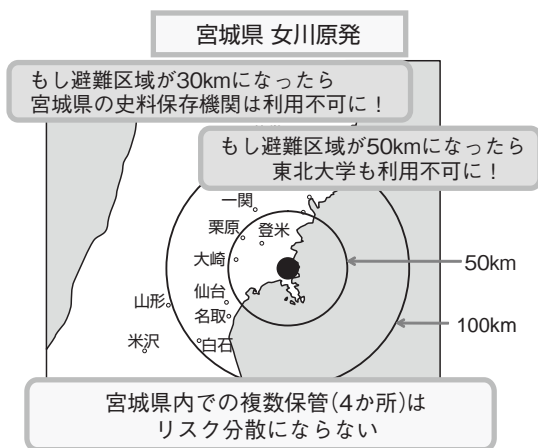 宮城県 女川原発
もし避難区域が30kmになったら
宮城県の史料保存機関は利用不可に！
もし避難区域が50kmになったら
東北大学も利用不可に！
一関
栗原
登米
大崎
仙台
山形
名取
米沢
白石
50km
100km
宮城県内での複数保管(4か所)は
リスク分散にならない